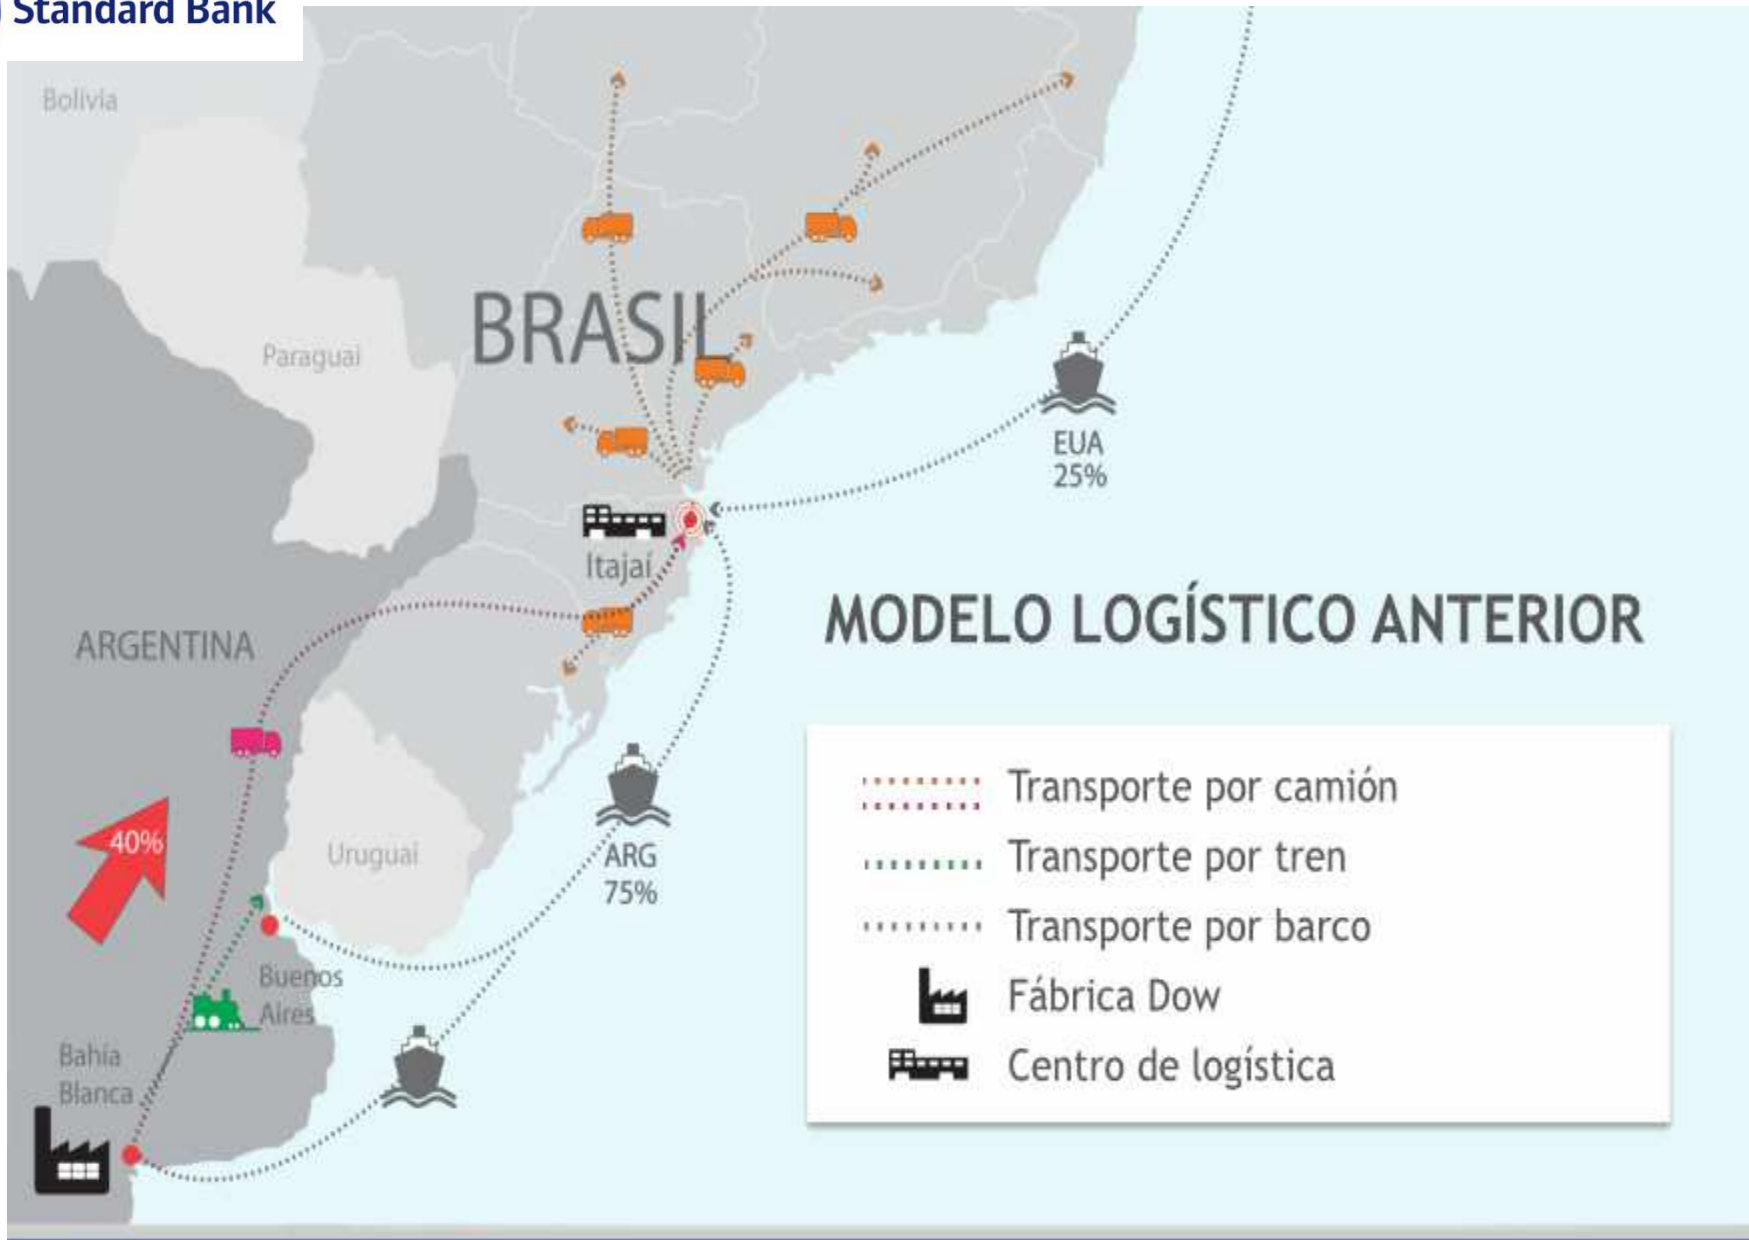 Standard Bank
Bolivia
BRASIL
Paraguai
EUA
25%
Itajaí
MODELO LOGÍSTICO ANTERIOR
ARGENTINA
40%
Uruguai
ARG
75%
Buenos
Aires
Bahía
Blanca
Transporte por camión
Transporte por tren
Transporte por barco
Fábrica Dow
Centro de logística